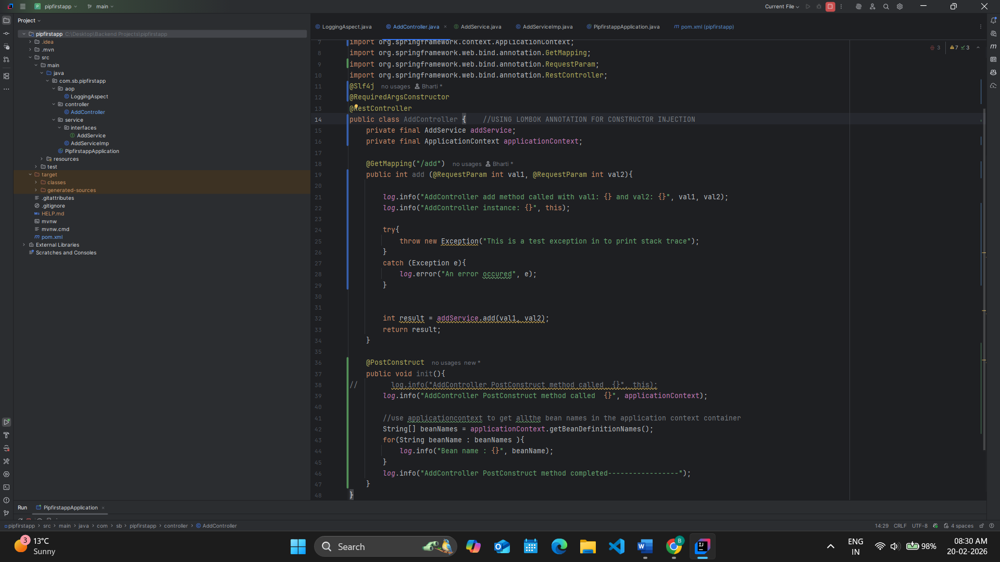 pipfirstapp
main
Current File
Project
pipfirstapp C:\Desktop\Backend Projects\pipfirstapp
.idea
.mvn
src
main
java
com.sb.pipfirstapp
aop
LoggingAspect
controller
AddController
service
interfaces
AddService
AddServiceImp
PipfirstappApplication
resources
test
target
classes
generated-sources
.gitattributes
.gitignore
HELP.md
mvnw
mvnw.cmd
pom.xml
External Libraries
Scratches and Consoles
LoggingAspect.java
AddController.java
AddService.java
AddServiceImp.java
PipfirstappApplication.java
pom.xml (pipfirstapp)
3 7 3
7 import org.springframework.context.ApplicationContext;
8 import org.springframework.web.bind.annotation.GetMapping;
9 import org.springframework.web.bind.annotation.RequestParam;
10 import org.springframework.web.bind.annotation.RestController;
11 @Slf4j no usages Bharti *
12 @RequiredArgsConstructor
13 @RestController
14 public class AddController { //USING LOMBOK ANNOTATION FOR CONSTRUCTOR INJECTION
15 private final AddService addService;
16 private final ApplicationContext applicationContext;
17
18 @GetMapping("/add") no usages Bharti *
19 public int add (@RequestParam int val1, @RequestParam int val2){
20
21 log.info("AddController add method called with val1: {} and val2: {}", val1, val2);
22 log.info("AddController instance: {}", this);
23
24 try{
25 throw new Exception("This is a test exception in to print stack trace");
26 }
27 catch (Exception e){
28 log.error("An error occured", e);
29 }
30
31
32 int result = addService.add(val1, val2);
33 return result;
34 }
35
36 @PostConstruct no usages new *
37 public void init(){
38 // log.info("AddController PostConstruct method called {}", this);
39 log.info("AddController PostConstruct method called {}", applicationContext);
40
41 //use applicationcontext to get allthe bean names in the application context container
42 String[] beanNames = applicationContext.getBeanDefinitionNames();
43 for(String beanName : beanNames ){
44 log.info("Bean name : {}", beanName);
45 }
46 log.info("AddController PostConstruct method completed-----------------");
47 }
48 }
Run PipfirstappApplication
pipfirstapp > src > main > java > com > sb > pipfirstapp > controller > AddController
14:29 CRLF UTF-8 4 spaces
3
13°C
Sunny
Search
ENG
IN
98%
08:30 AM
20-02-2026